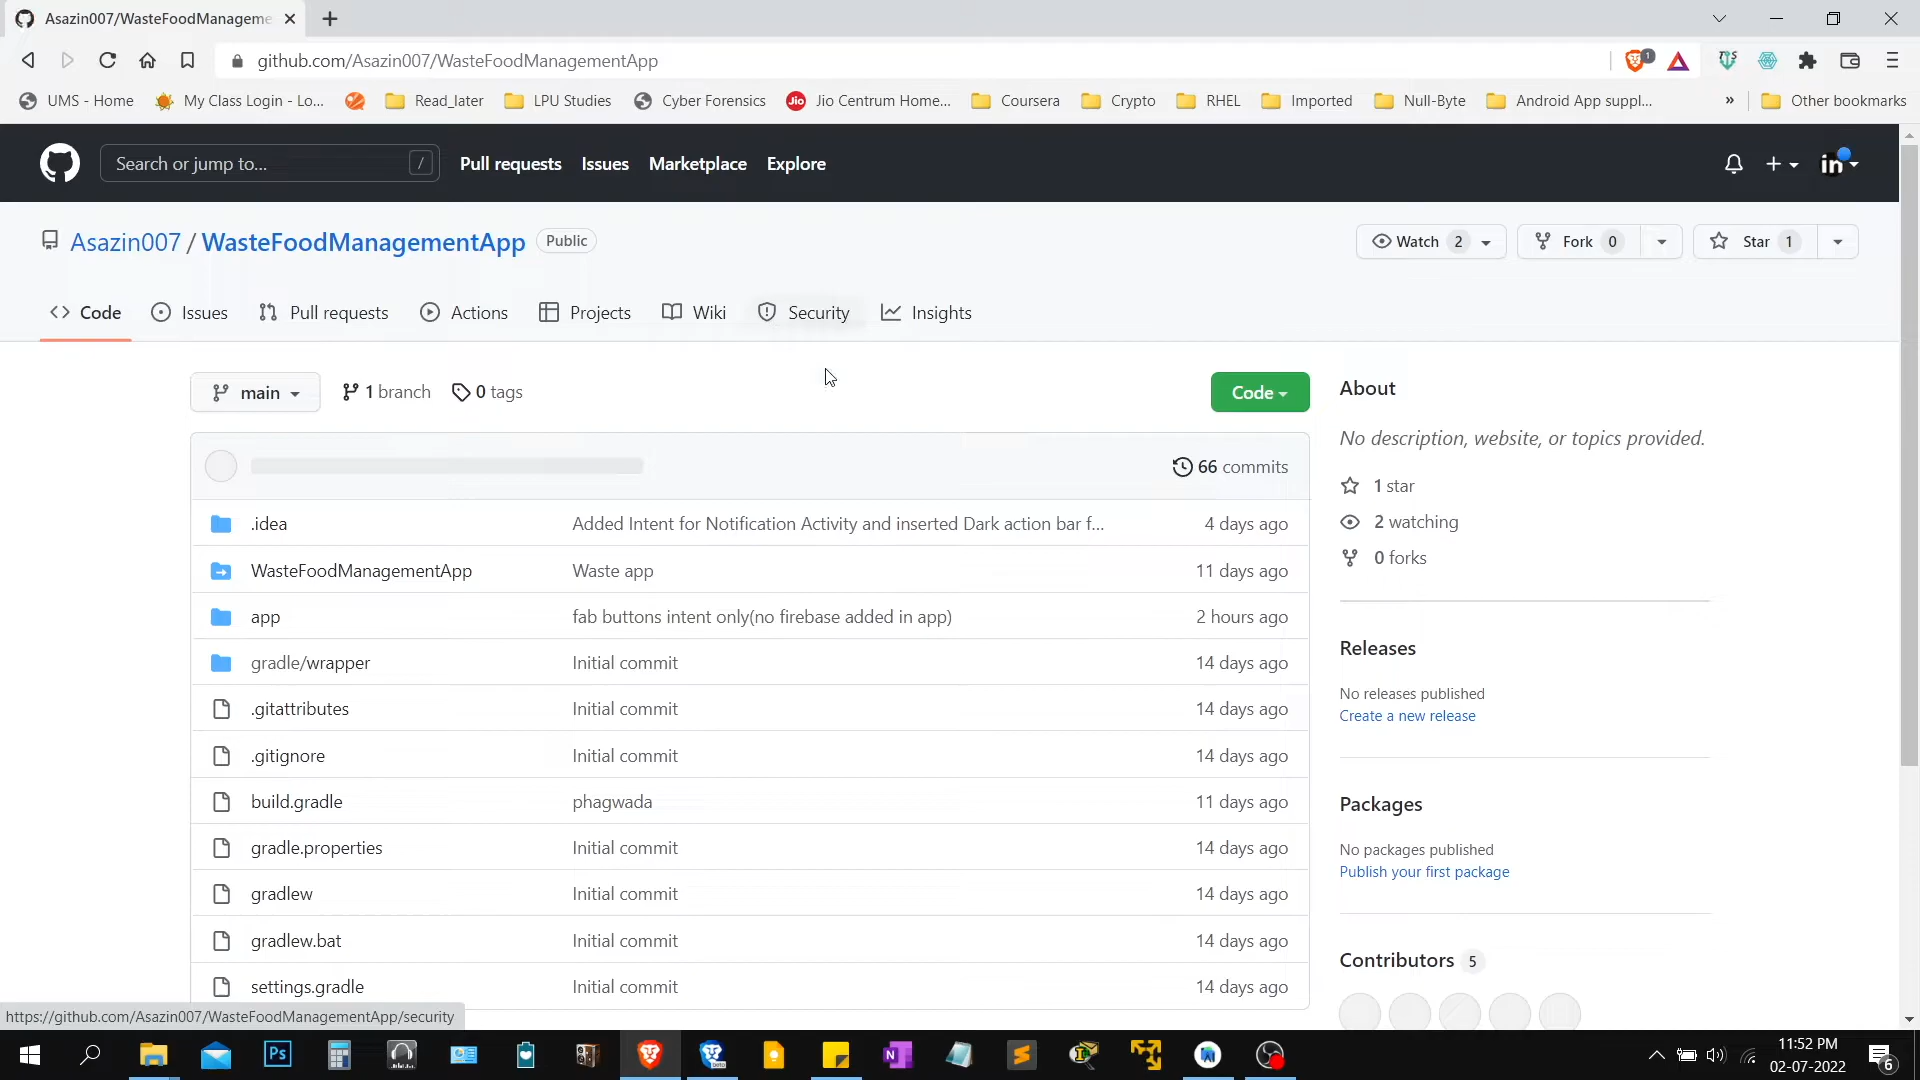 Asazin007/WasteFoodManageme
github.com/Asazin007/WasteFoodManagementApp
1
UMS - Home
My Class Login - Lo...
Read_later
LPU Studies
Cyber Forensics
Jio
Jio Centrum Home...
Coursera
Crypto
RHEL
Imported
Null-Byte
Android App suppl...
»
Other bookmarks
Search or jump to...
/
Pull requests
Issues
Marketplace
Explore
in
Asazin007 / WasteFoodManagementApp
Public
Watch 2
Fork 0
Star 1
Code
Issues
Pull requests
Actions
Projects
Wiki
Security
Insights
main
1 branch
0 tags
Code
About
No description, website, or topics provided.
66 commits
1 star
2 watching
0 forks
.idea
Added Intent for Notification Activity and inserted Dark action bar f...
4 days ago
WasteFoodManagementApp
Waste app
11 days ago
app
fab buttons intent only(no firebase added in app)
2 hours ago
gradle/wrapper
Initial commit
14 days ago
.gitattributes
Initial commit
14 days ago
.gitignore
Initial commit
14 days ago
build.gradle
phagwada
11 days ago
gradle.properties
Initial commit
14 days ago
gradlew
Initial commit
14 days ago
gradlew.bat
Initial commit
14 days ago
settings.gradle
Initial commit
14 days ago
Releases
No releases published
Create a new release
Packages
No packages published
Publish your first package
Contributors 5
https://github.com/Asazin007/WasteFoodManagementApp/security
Ps
N
11:52 PM
02-07-2022
6